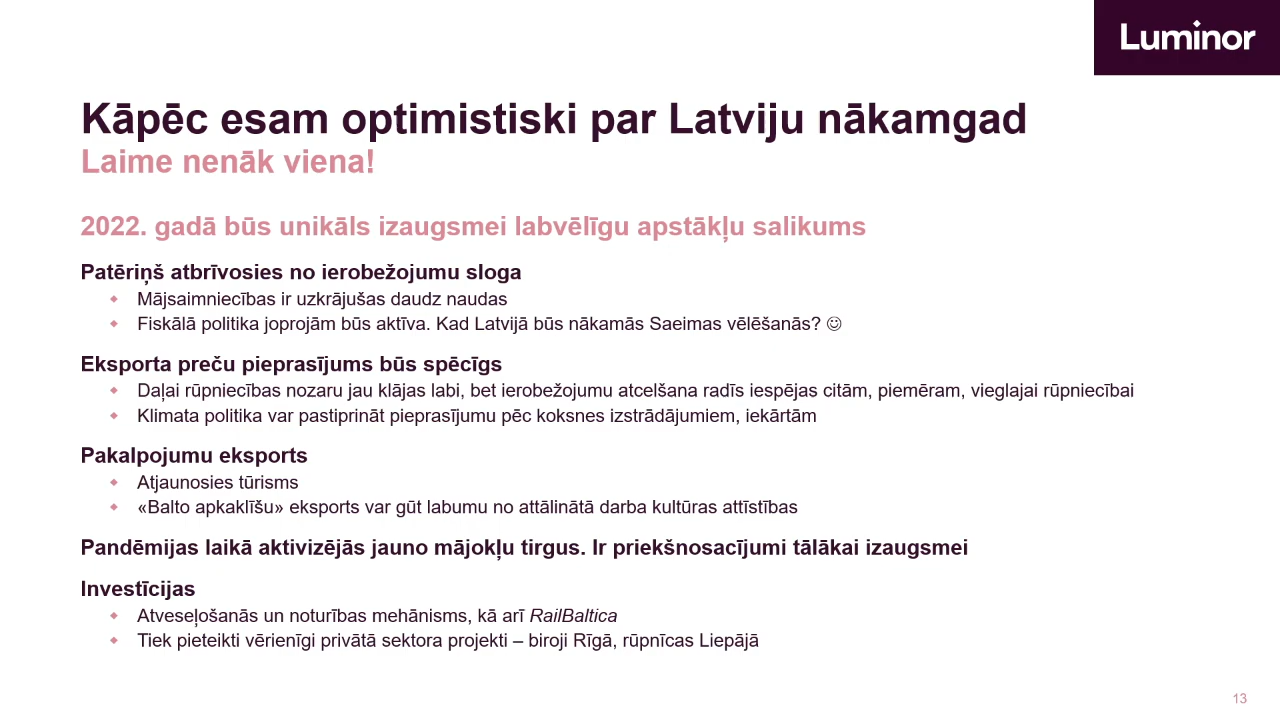 Luminor
Kāpēc esam optimistiski par Latviju nākamgad
Laime nenāk viena!
2022. gadā būs unikāls izaugsmei labvēlīgu apstākļu salikums
Patēriņš atbrīvosies no ierobežojumu sloga
Mājsaimniecības ir uzkrājušas daudz naudas
Fiskālā politika joprojām būs aktīva. Kad Latvijā būs nākamās Saeimas vēlēšanās? ☺
Eksporta preču pieprasījums būs spēcīgs
Daļai rūpniecības nozaru jau klājas labi, bet ierobežojumu atcelšana radīs iespējas citām, piemēram, vieglajai rūpniecībai
Klimata politika var pastiprināt pieprasījumu pēc koksnes izstrādājumiem, iekārtām
Pakalpojumu eksports
Atjaunosies tūrisms
«Balto apkaklīšu» eksports var gūt labumu no attālinātā darba kultūras attīstības
Pandēmijas laikā aktivizējās jauno mājokļu tirgus. Ir priekšnosacījumi tālākai izaugsmei
Investīcijas
Atveseļošanās un noturības mehānisms, kā arī RailBaltica
Tiek pieteikti vērienīgi privātā sektora projekti – biroji Rīgā, rūpnīcas Liepājā
13